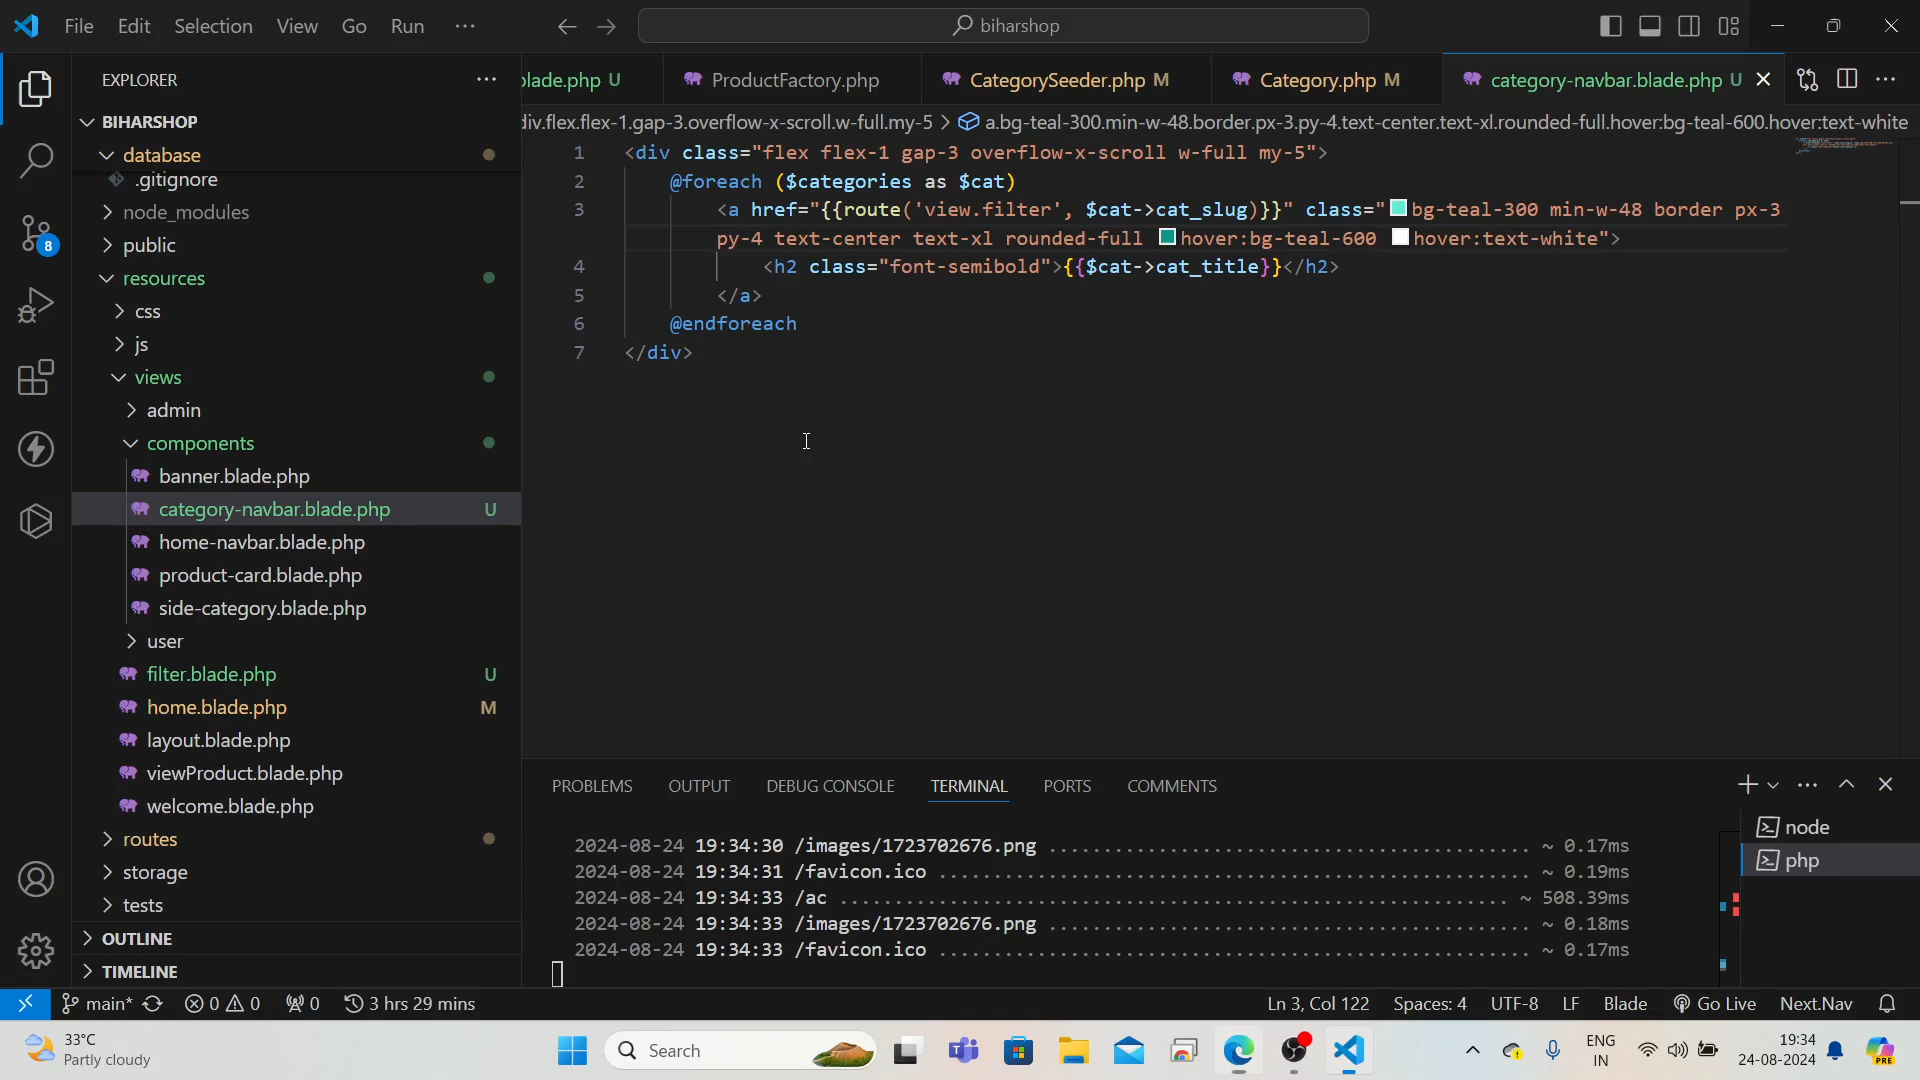 File Edit Selection View Go Run ··· biharshop
EXPLORER
BIHARSHOP
database
.gitignore
node_modules
public
resources
css
js
views
admin
components
banner.blade.php
category-navbar.blade.php U
home-navbar.blade.php
product-card.blade.php
side-category.blade.php
user
filter.blade.php U
home.blade.php M
layout.blade.php
viewProduct.blade.php
welcome.blade.php
routes
storage
tests
OUTLINE
TIMELINE
8
blade.php U ProductFactory.php CategorySeeder.php M Category.php M category-navbar.blade.php U
div.flex.flex-1.gap-3.overflow-x-scroll.w-full.my-5 > a.bg-teal-300.min-w-48.border.px-3.py-4.text-center.text-xl.rounded-full.hover:bg-teal-600.hover:text-white
1 <div class="flex flex-1 gap-3 overflow-x-scroll w-full my-5">
2 @foreach ($categories as $cat)
3 <a href="{{route('view.filter', $cat->cat_slug)}}" class="bg-teal-300 min-w-48 border px-3
py-4 text-center text-xl rounded-full hover:bg-teal-600 hover:text-white">
4 <h2 class="font-semibold">{{$cat->cat_title}}</h2>
5 </a>
6 @endforeach
7 </div>
PROBLEMS OUTPUT DEBUG CONSOLE TERMINAL PORTS COMMENTS
2024-08-24 19:34:30 /images/1723702676.png ........................................ ~ 0.17ms
2024-08-24 19:34:31 /favicon.ico ................................................. ~ 0.19ms
2024-08-24 19:34:33 /ac ....................................................... ~ 508.39ms
2024-08-24 19:34:33 /images/1723702676.png ........................................ ~ 0.18ms
2024-08-24 19:34:33 /favicon.ico ................................................. ~ 0.17ms
node
php
main* 0 0 0 3 hrs 29 mins Ln 3, Col 122 Spaces: 4 UTF-8 LF Blade Go Live Next.Nav
33°C
Partly cloudy
Search
ENG
IN
19:34
24-08-2024
PRE